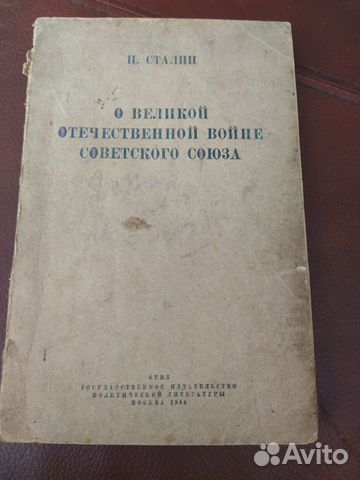 И. СТАЛИН
О ВЕЛИКОЙ
ОТЕЧЕСТВЕННОЙ ВОЙНЕ
СОВЕТСКОГО СОЮЗА
ОГИЗ
ГОСУДАРСТВЕННОЕ ИЗДАТЕЛЬСТВО
ПОЛИТИЧЕСКОЙ ЛИТЕРАТУРЫ
МОСКВА 1944
Avito